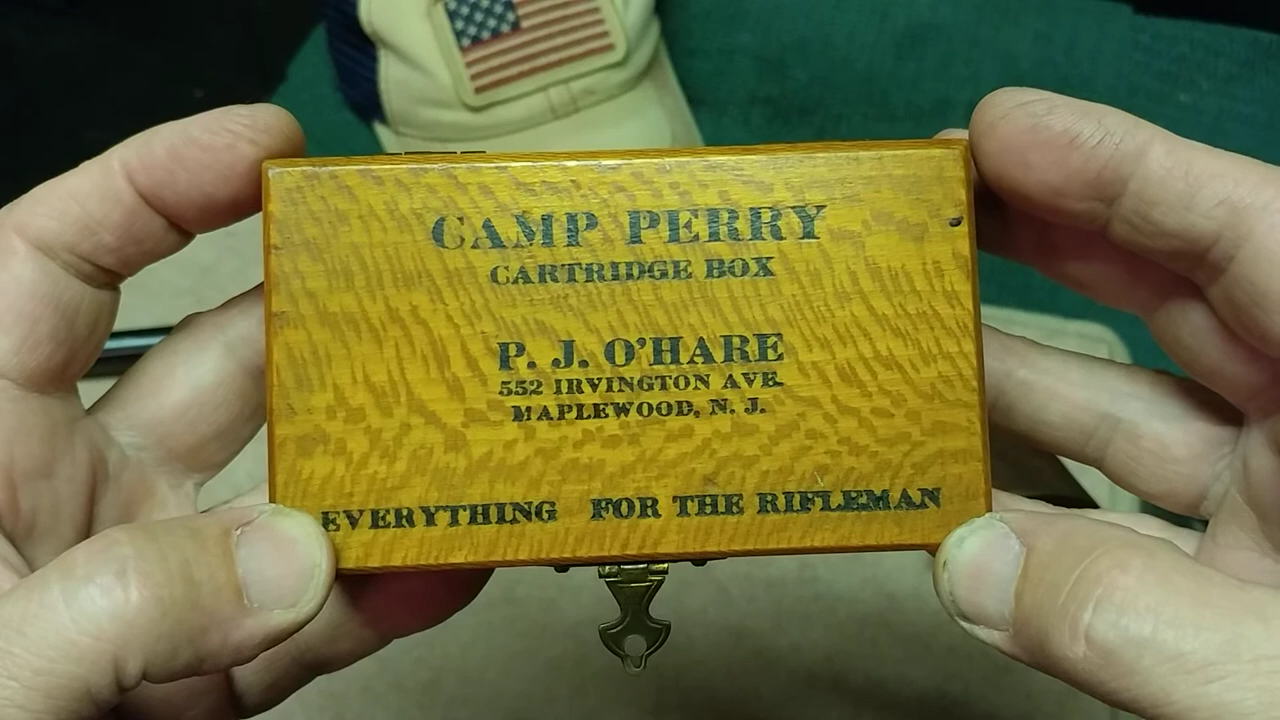 CAMP PERRY
CARTRIDGE BOX
P. J. O'HARE
552 IRVINGTON AVE.
MAPLEWOOD, N. J.
EVERYTHING FOR THE RIFLEMAN